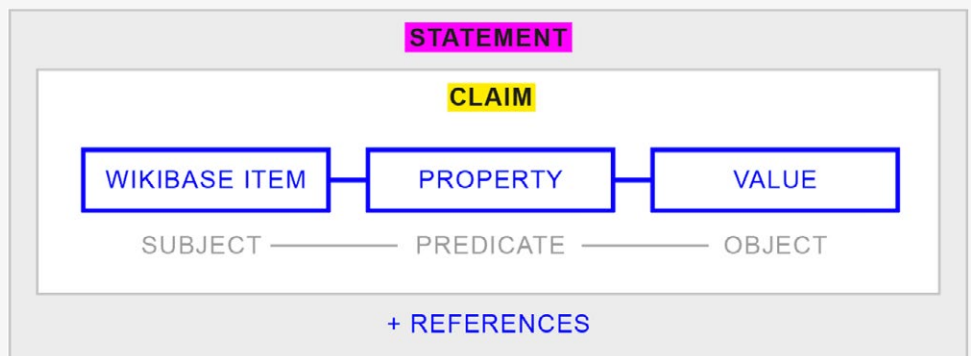 STATEMENT
CLAIM
WIKIBASE ITEM PROPERTY VALUE
SUBJECT PREDICATE OBJECT
+ REFERENCES